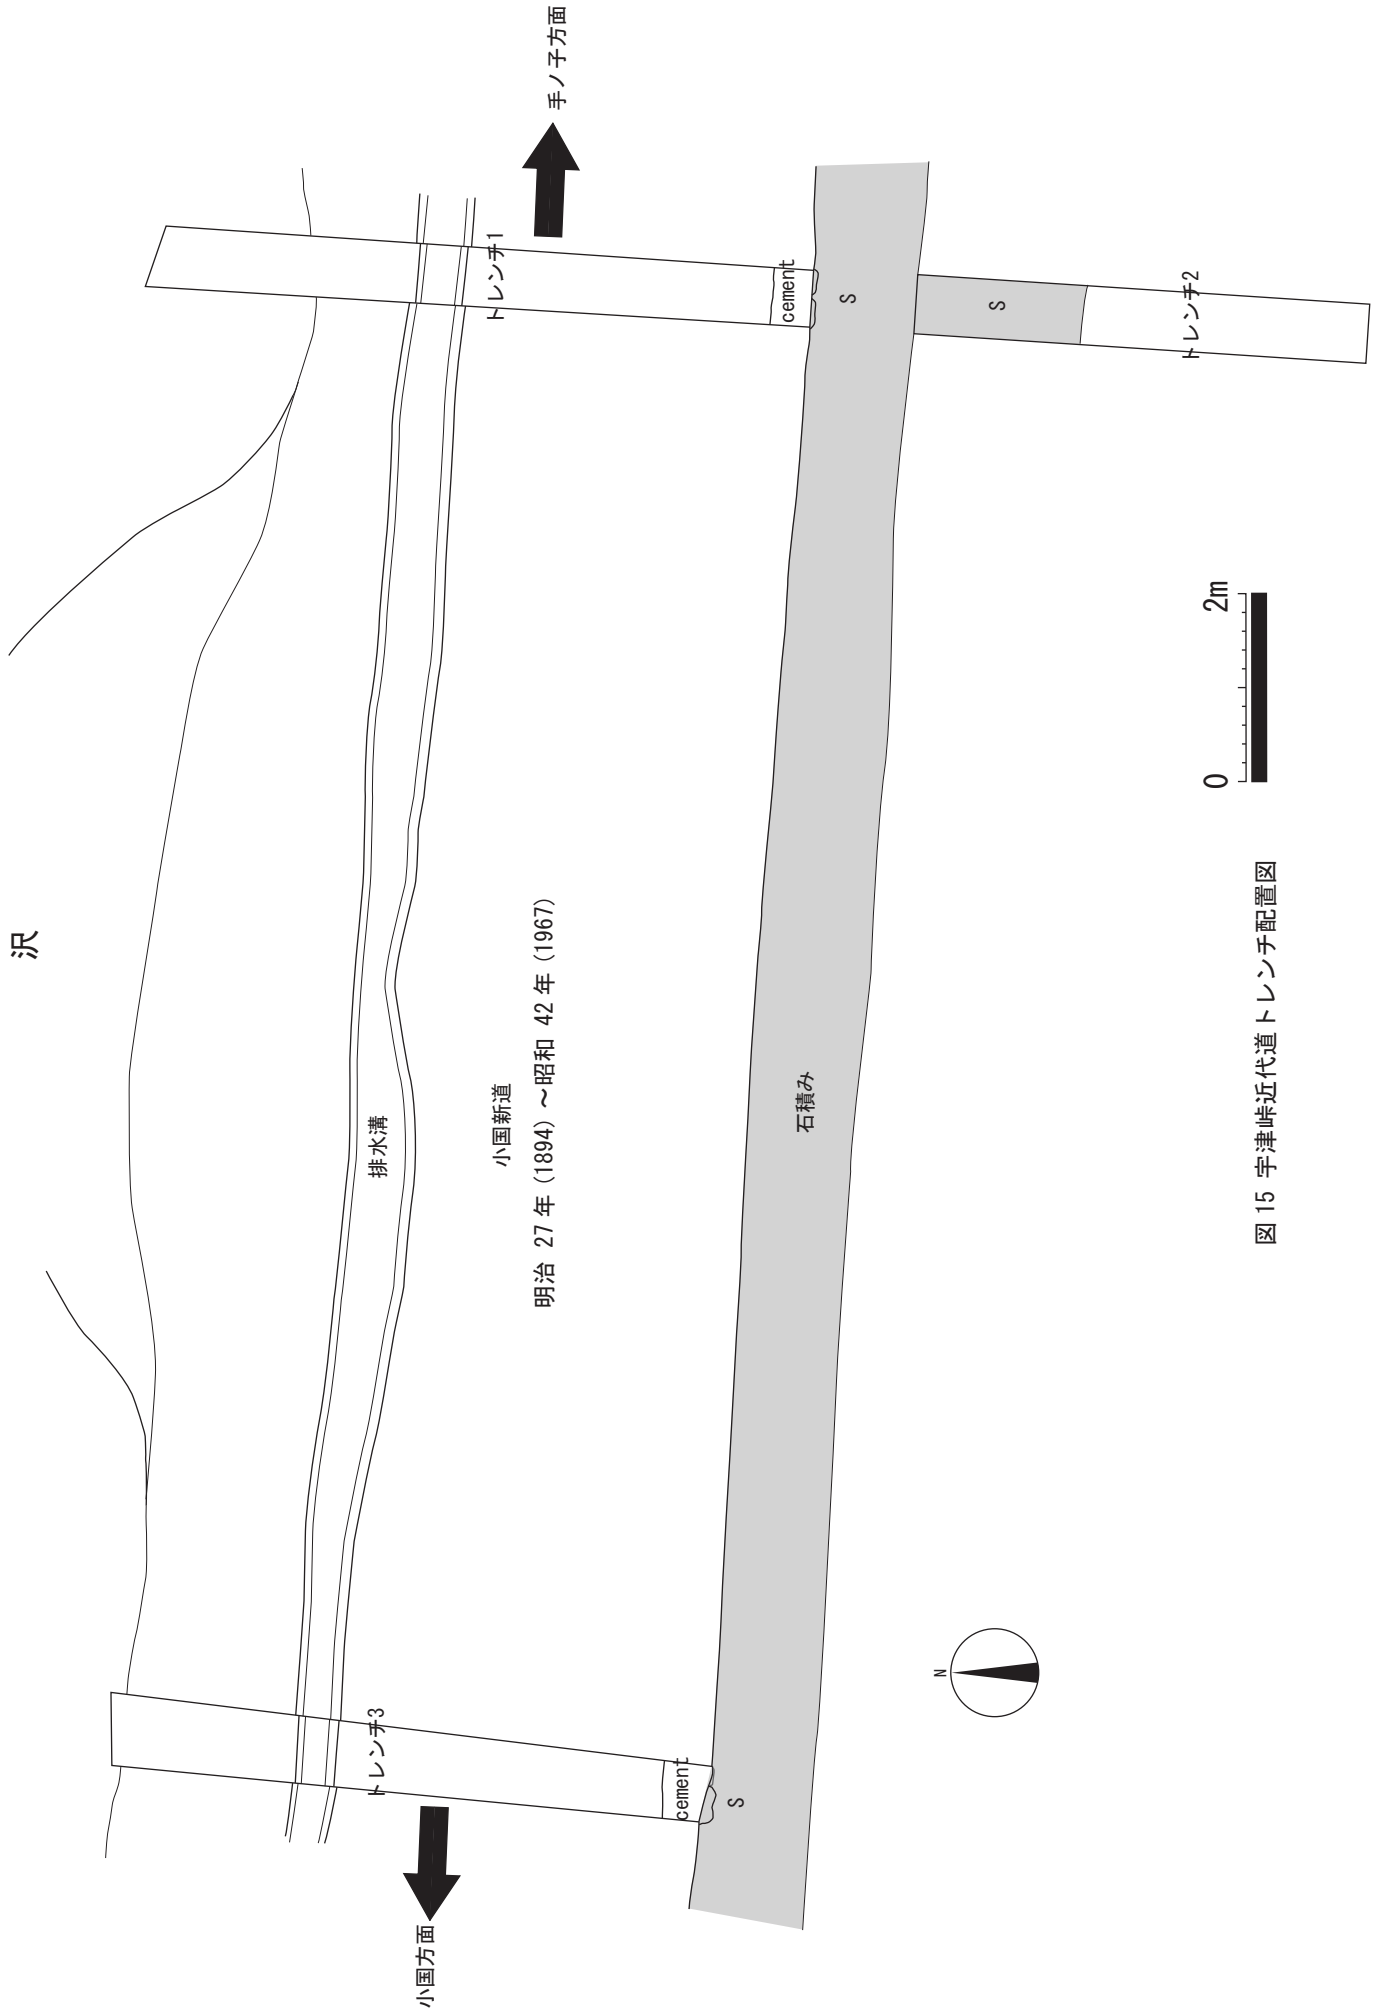 沢
手ノ子方面
トレンチ1
cement
S
S
トレンチ2
排水溝
小国新道
明治 27 年 (1894) ～昭和 42 年 (1967)
石積み
トレンチ3
cement
S
小国方面
N
0
2m
図 15 宇津峠近代道トレンチ配置図